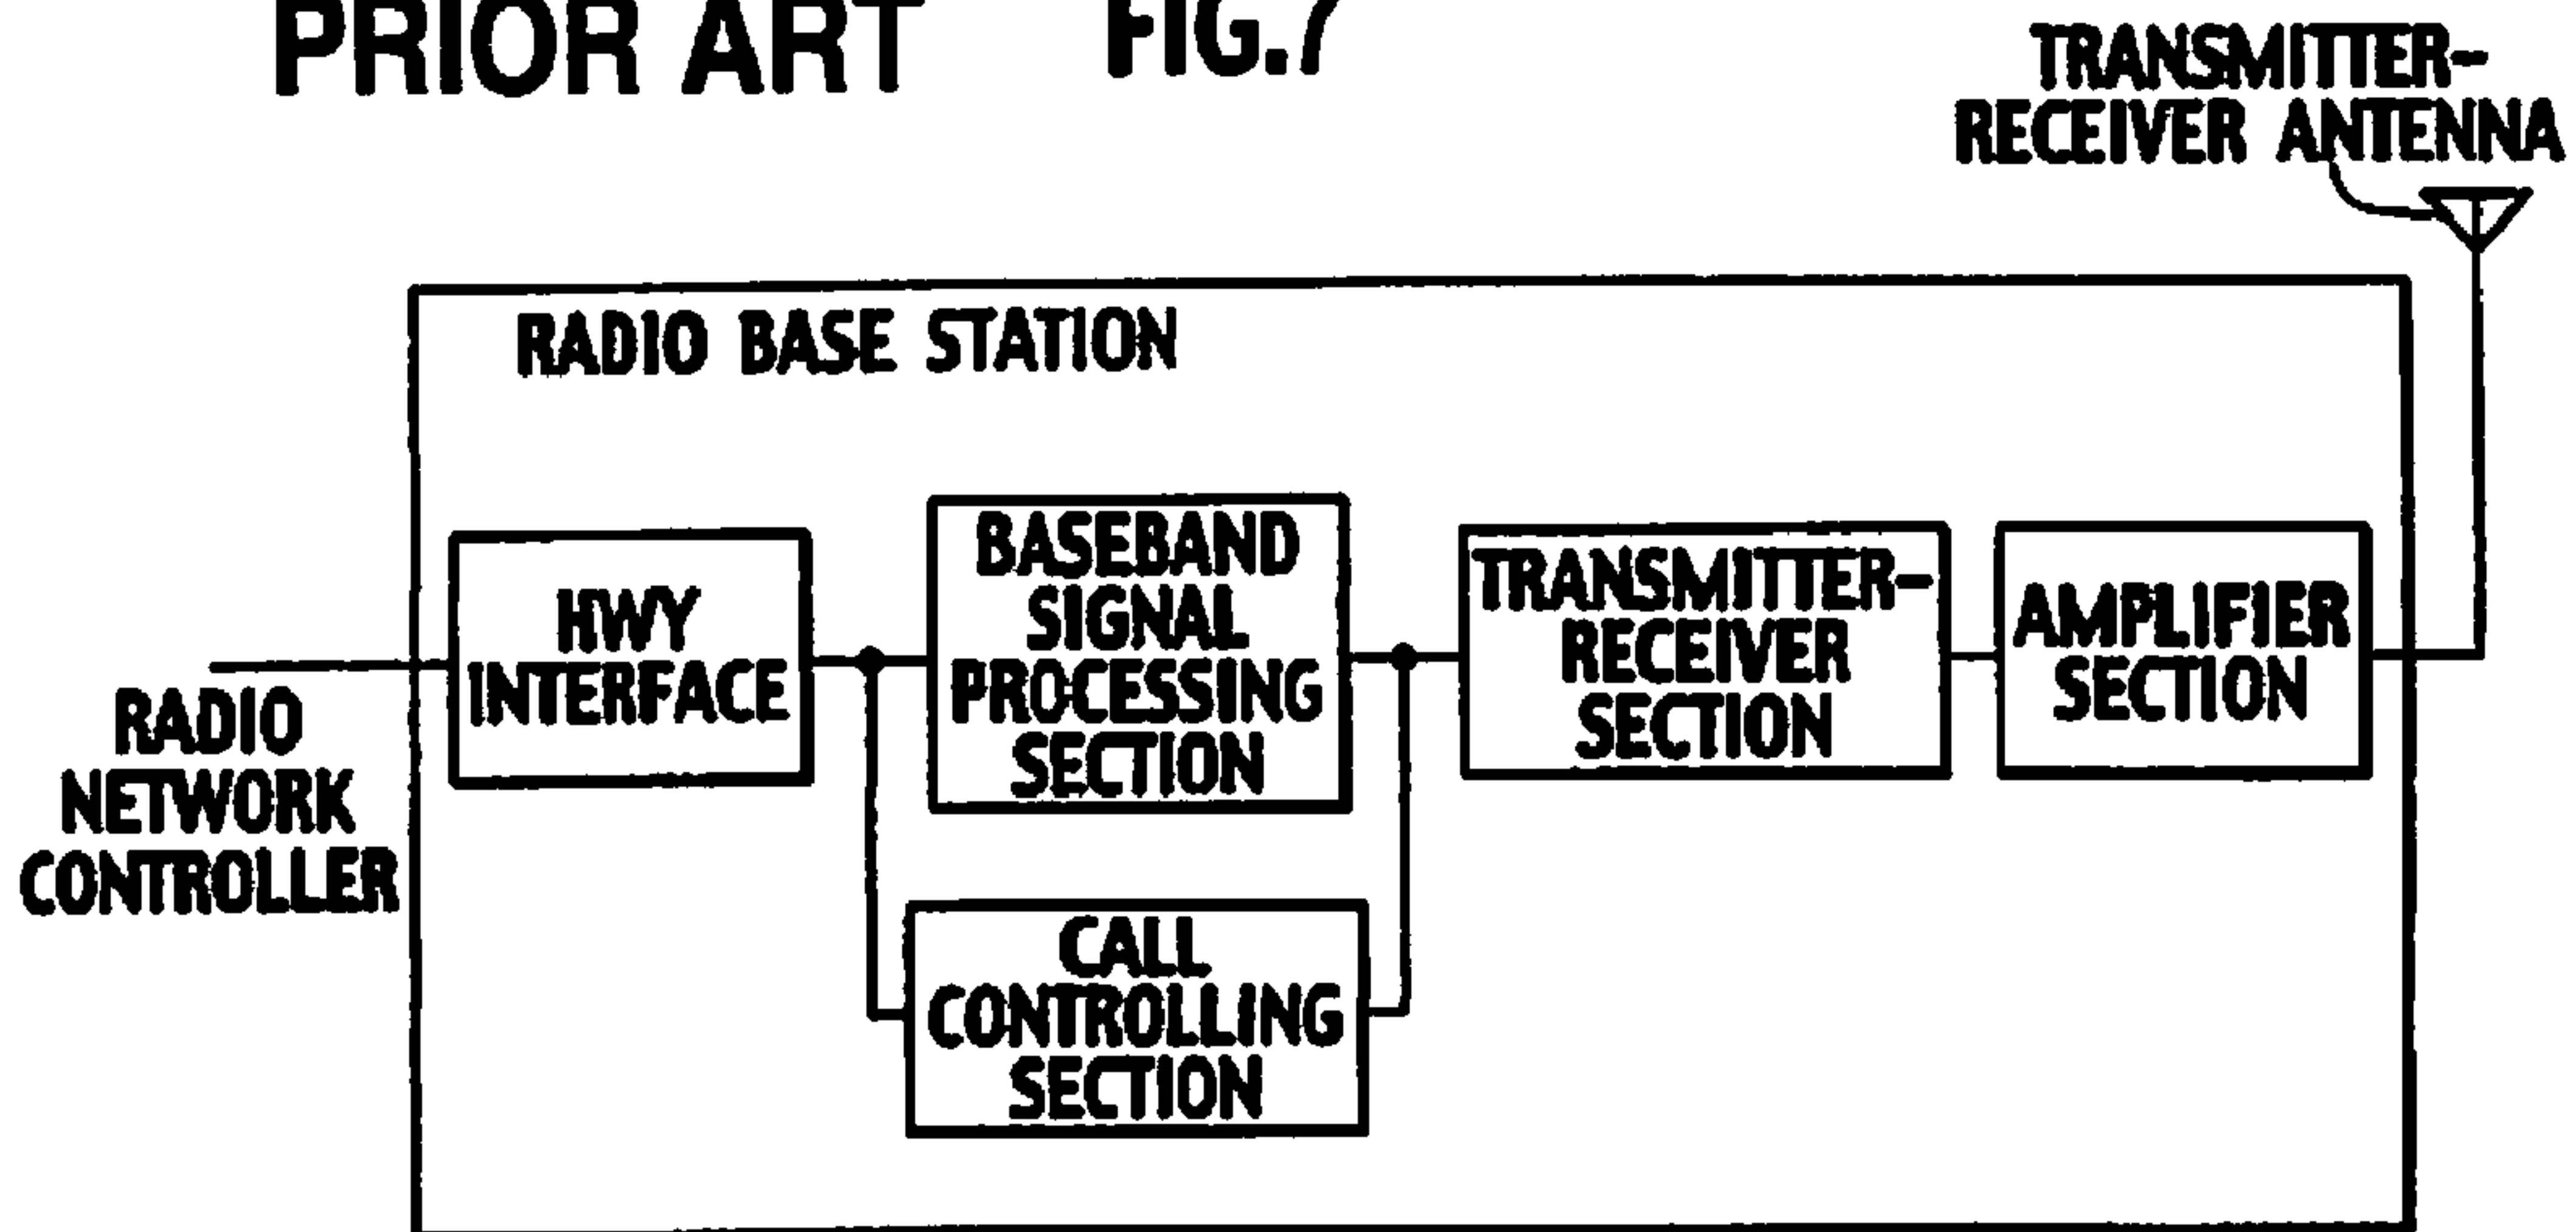 PRIOR ART FIG.7
TRANSMITTER-
RECEIVER ANTENNA
RADIO BASE STATION
HWY
INTERFACE
BASEBAND
SIGNAL
PROCESSING
SECTION
TRANSMITTER-
RECEIVER
SECTION
AMPLIFIER
SECTION
RADIO
NETWORK
CONTROLLER
CALL
CONTROLLING
SECTION